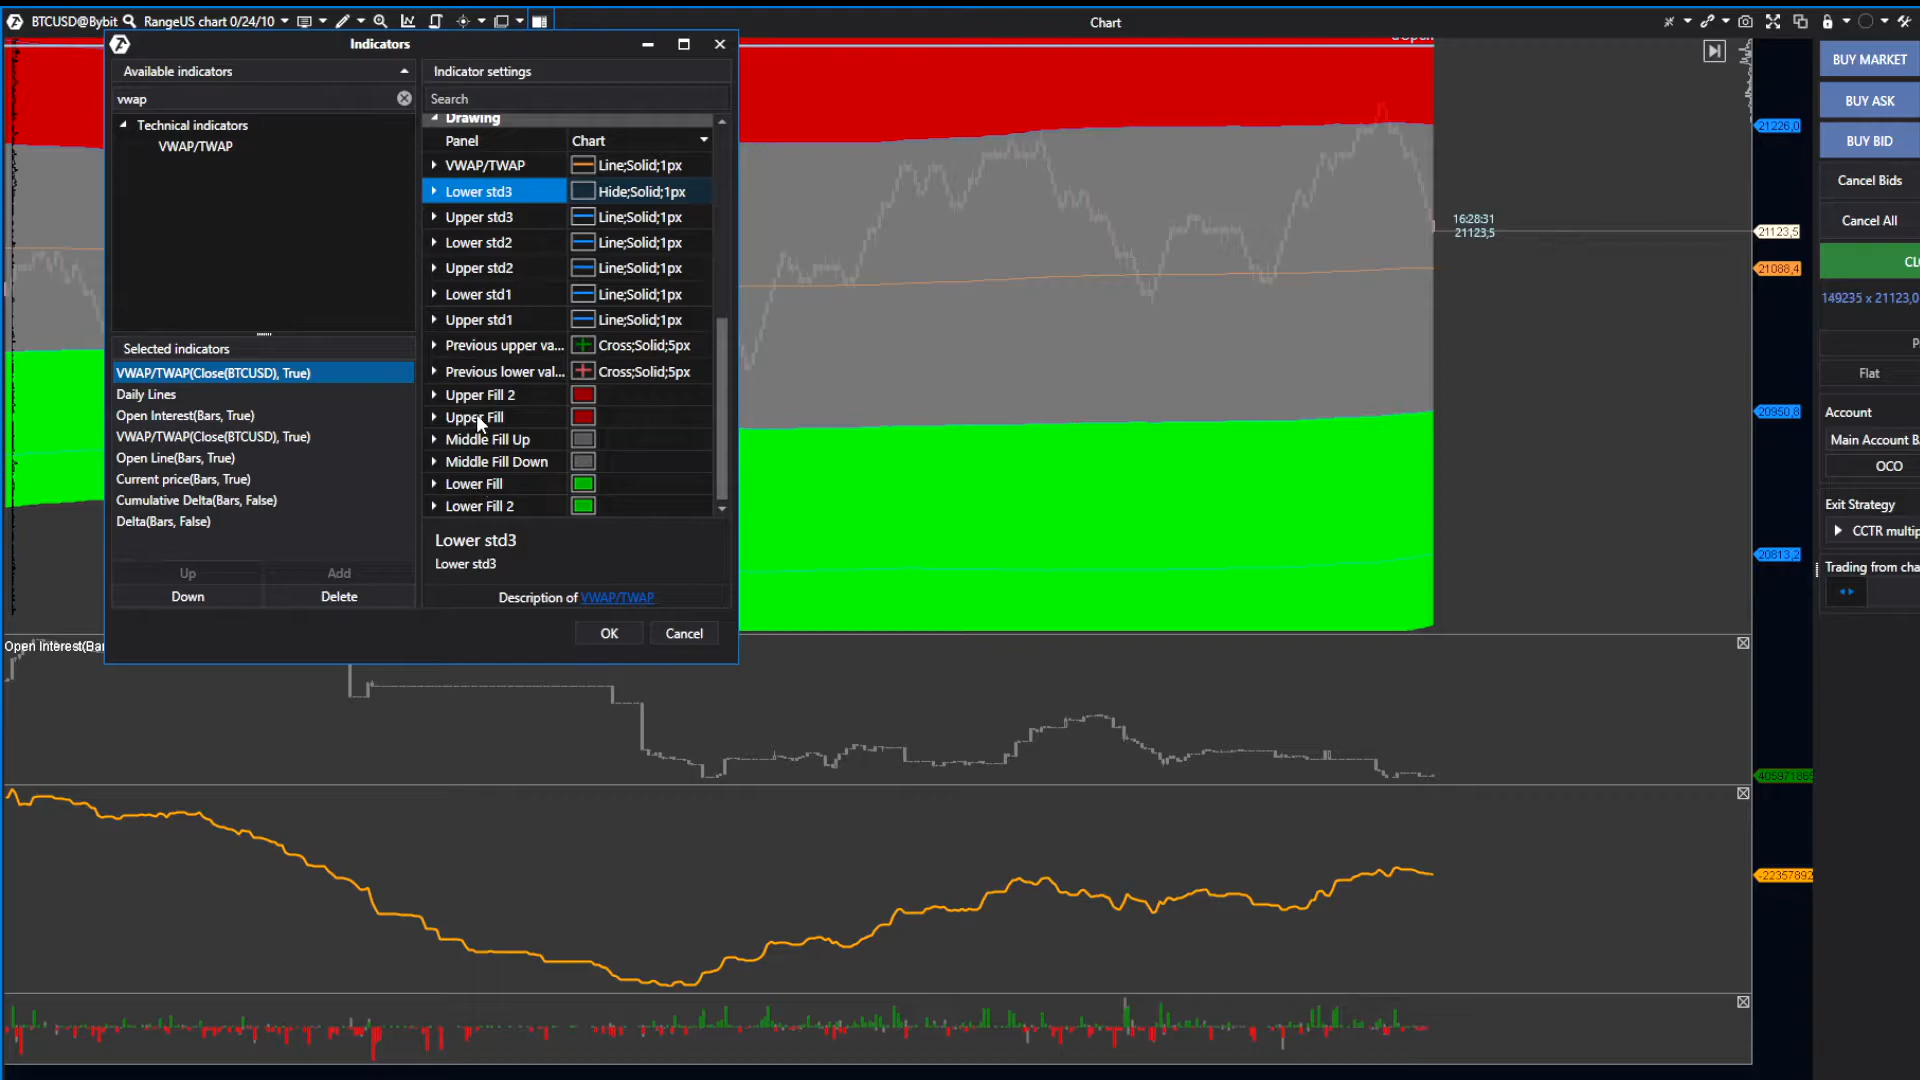 BTCUSD@Bybit RangeUS chart 0/24/10
Chart
Indicators
Available indicators
vwap
Technical indicators
VWAP/TWAP
Selected indicators
VWAP/TWAP(Close(BTCUSD), True)
Daily Lines
Open Interest(Bars, True)
VWAP/TWAP(Close(BTCUSD), True)
Open Line(Bars, True)
Current price(Bars, True)
Cumulative Delta(Bars, False)
Delta(Bars, False)
Up
Add
Down
Delete
Indicator settings
Search
Drawing
Panel Chart
VWAP/TWAP Line;Solid;1px
Lower std3 Hide;Solid;1px
Upper std3 Line;Solid;1px
Lower std2 Line;Solid;1px
Upper std2 Line;Solid;1px
Lower std1 Line;Solid;1px
Upper std1 Line;Solid;1px
Previous upper va... Cross;Solid;5px
Previous lower val... Cross;Solid;5px
Upper Fill 2
Upper Fill
Middle Fill Up
Middle Fill Down
Lower Fill
Lower Fill 2
Lower std3
Lower std3
Description of VWAP/TWAP
OK
Cancel
16:28:31
21123,5
21226,0
21123,5
21088,4
20950,8
20813,2
Open Interest(Bar
405971865
-22357892
BUY MARKET
BUY ASK
BUY BID
Cancel Bids
Cancel All
CL
149235 x 21123,0
P
Flat
Account
Main Account B
OCO
Exit Strategy
CCTR multip
Trading from cha